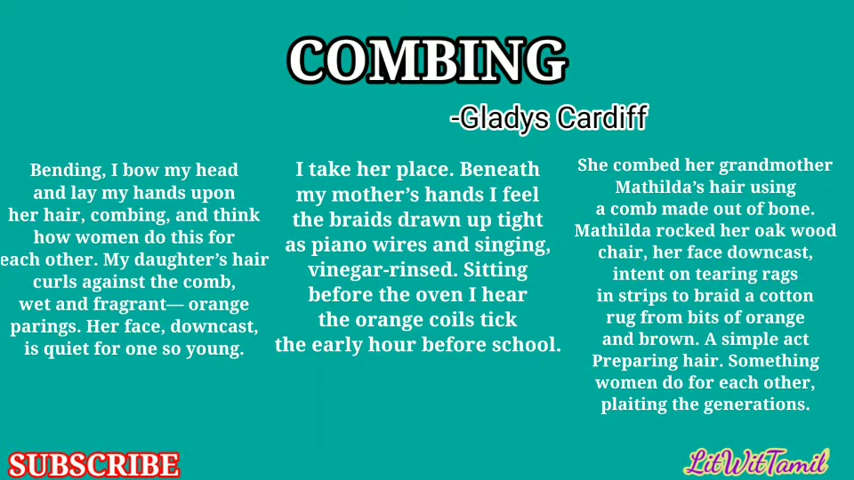 COMBING
-Gladys Cardiff
Bending, I bow my head
and lay my hands upon
her hair, combing, and think
how women do this for
each other. My daughter's hair
curls against the comb,
wet and fragrant— orange
parings. Her face, downcast,
is quiet for one so young.
I take her place. Beneath
my mother's hands I feel
the braids drawn up tight
as piano wires and singing,
vinegar-rinsed. Sitting
before the oven I hear
the orange coils tick
the early hour before school.
She combed her grandmother
Mathilda's hair using
a comb made out of bone.
Mathilda rocked her oak wood
chair, her face downcast,
intent on tearing rags
in strips to braid a cotton
rug from bits of orange
and brown. A simple act
Preparing hair. Something
women do for each other,
plaiting the generations.
SUBSCRIBE
LitWitTamil